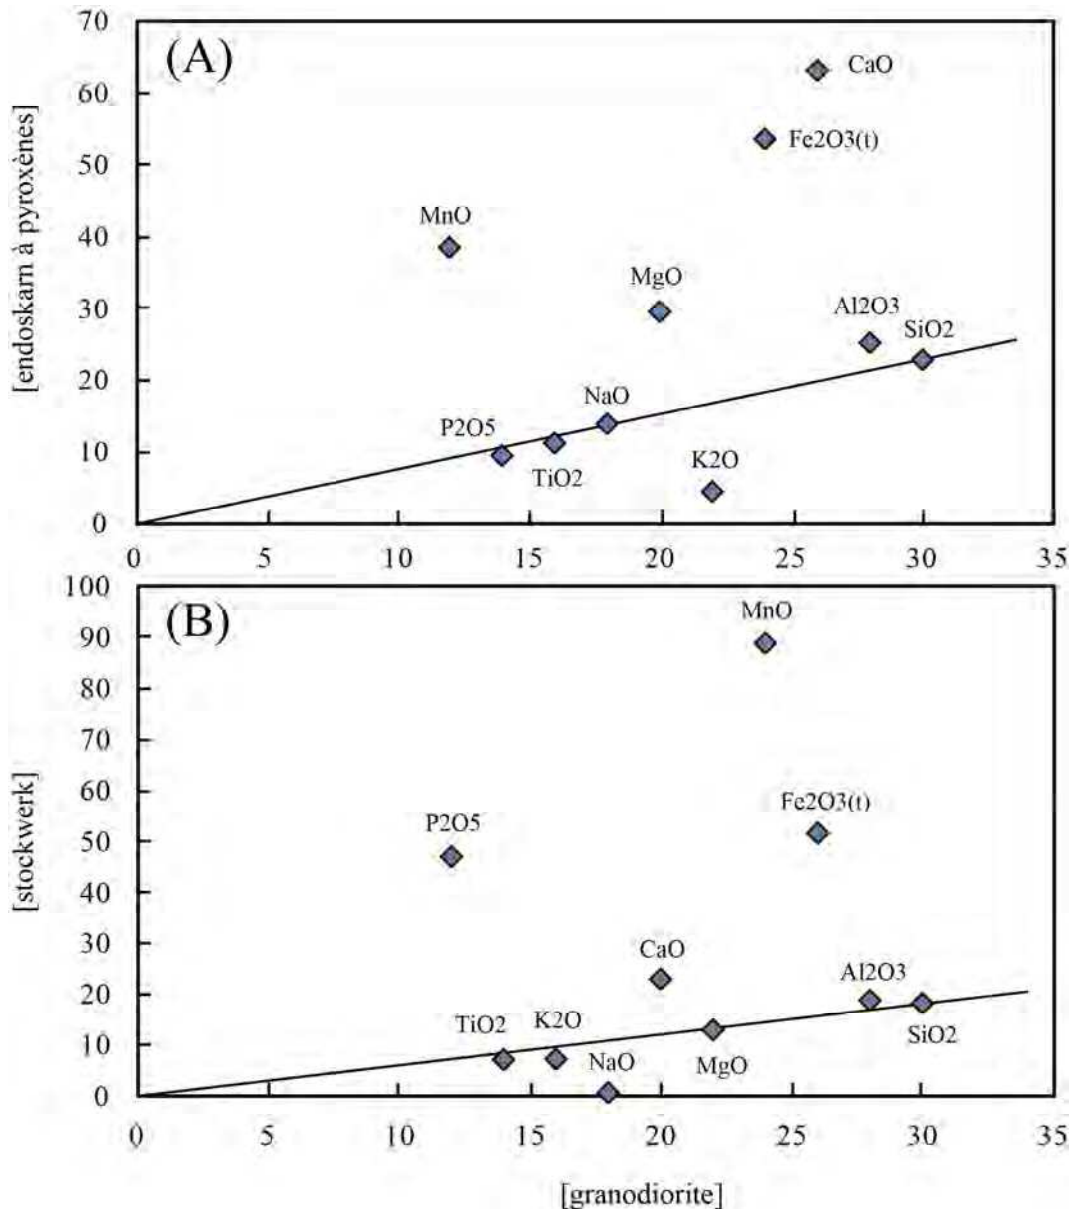 (A)
70
60
50
40
30
20
10
0
[endoskarn à pyroxènes]
CaO
Fe2O3(t)
MnO
MgO
Al2O3
SiO2
NaO
P2O5
TiO2
K2O
0 5 10 15 20 25 30 35
(B)
100
90
80
70
60
50
40
30
20
10
0
[stockwerk]
MnO
Fe2O3(t)
P2O5
CaO
Al2O3
TiO2
K2O
NaO
MgO
SiO2
0 5 10 15 20 25 30 35
[granodiorite]